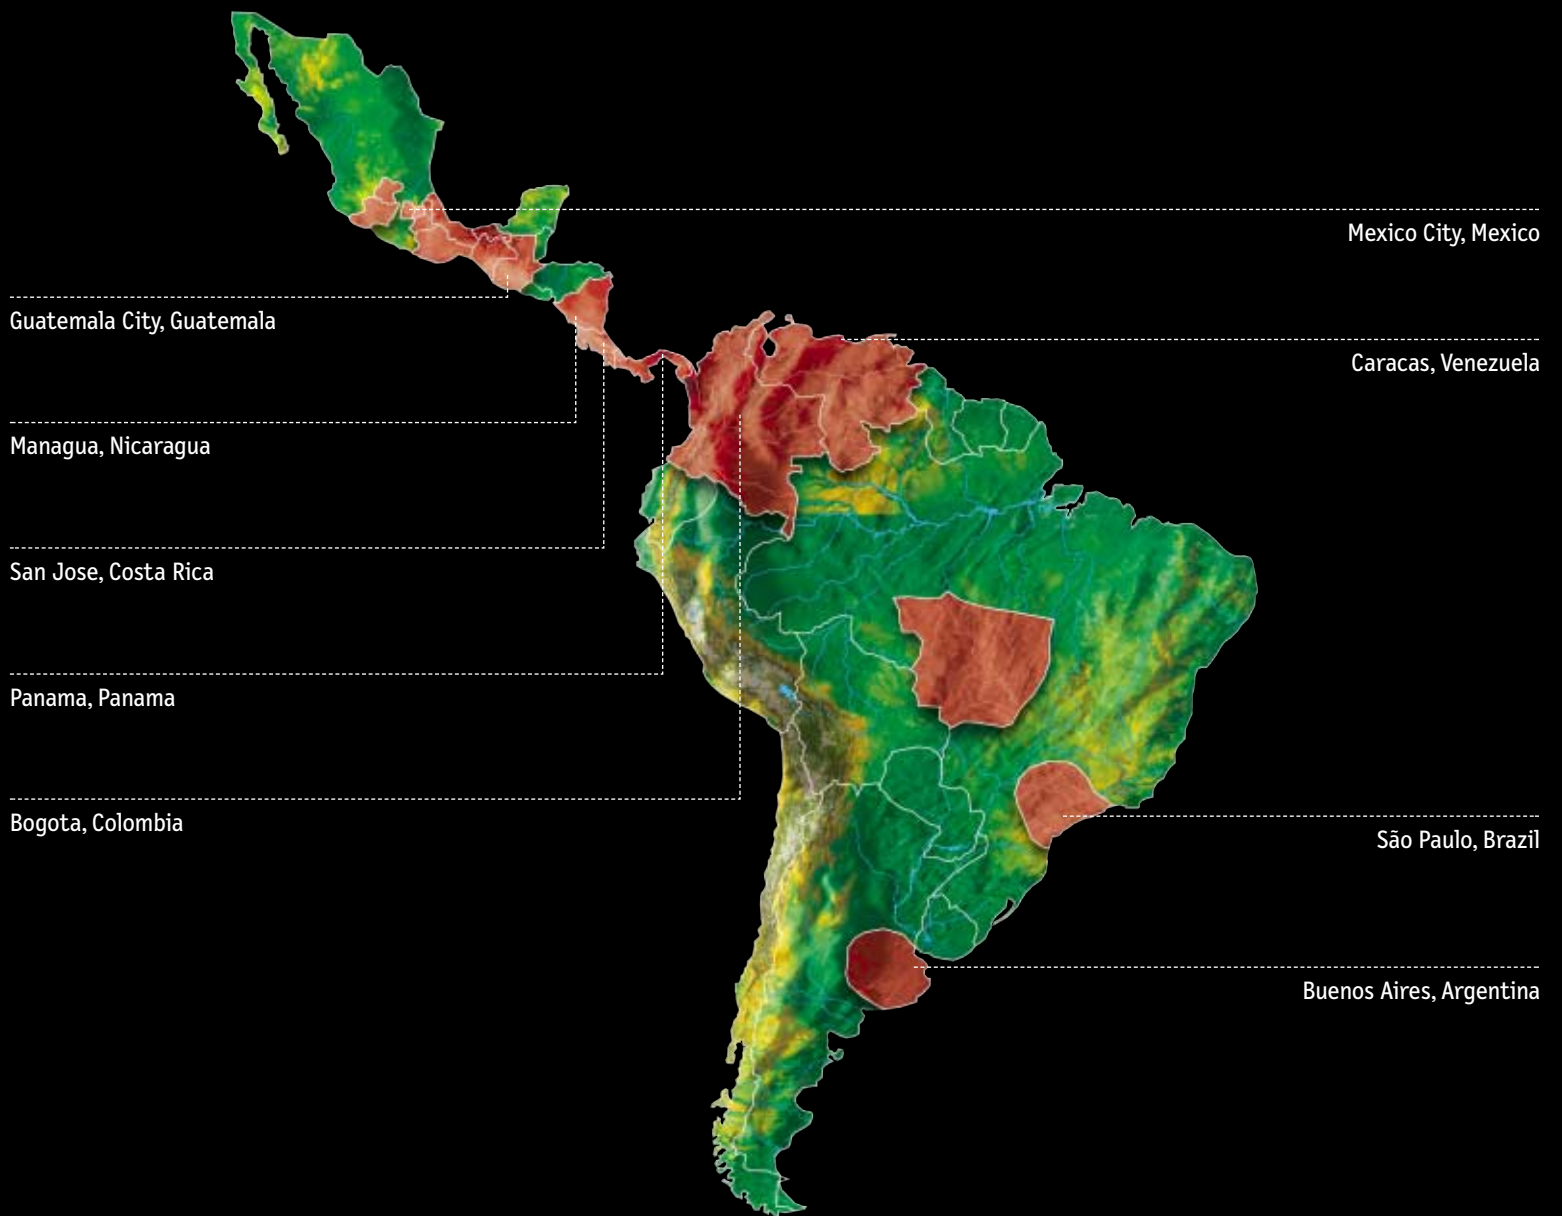 Mexico City, Mexico
Guatemala City, Guatemala
Caracas, Venezuela
Managua, Nicaragua
San Jose, Costa Rica
Panama, Panama
Bogota, Colombia
São Paulo, Brazil
Buenos Aires, Argentina